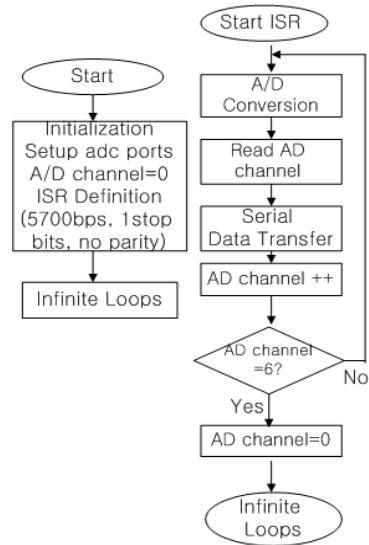 Start
Initialization
Setup adc ports
A/D channel=0
ISR Definition
(5700bps, 1stop
bits, no parity)
Infinite Loops
Start ISR
A/D
Conversion
Read AD
channel
Serial
Data Transfer
AD channel ++
AD channel
=6?
No
Yes
AD channel=0
Infinite
Loops